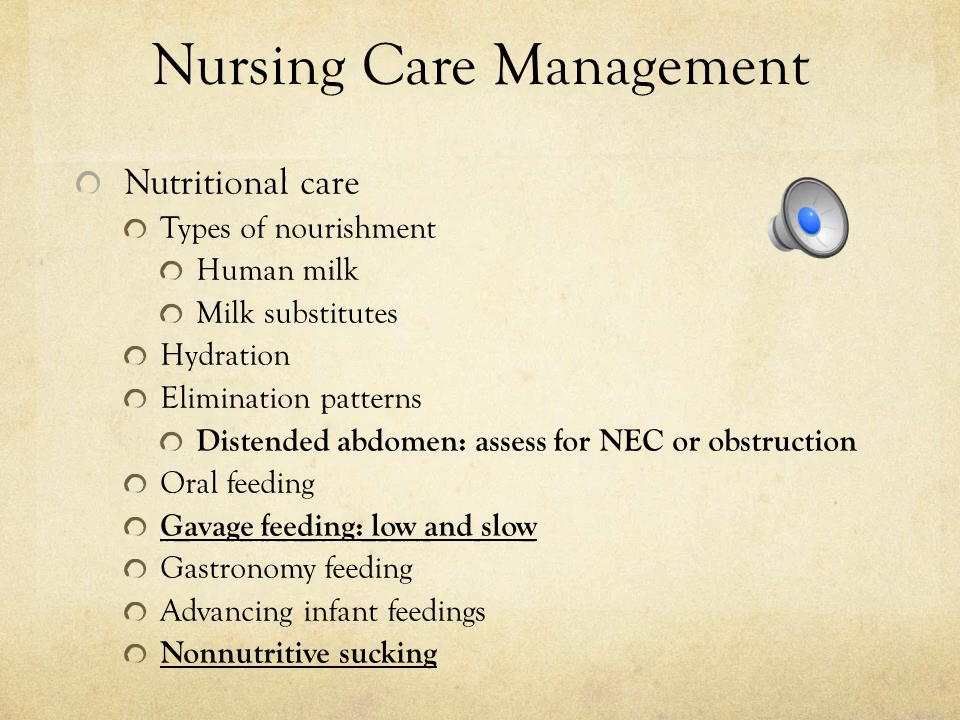 Nursing Care Management
Nutritional care
Types of nourishment
Human milk
Milk substitutes
Hydration
Elimination patterns
Distended abdomen: assess for NEC or obstruction
Oral feeding
Gavage feeding: low and slow
Gastronomy feeding
Advancing infant feedings
Nonnutritive sucking